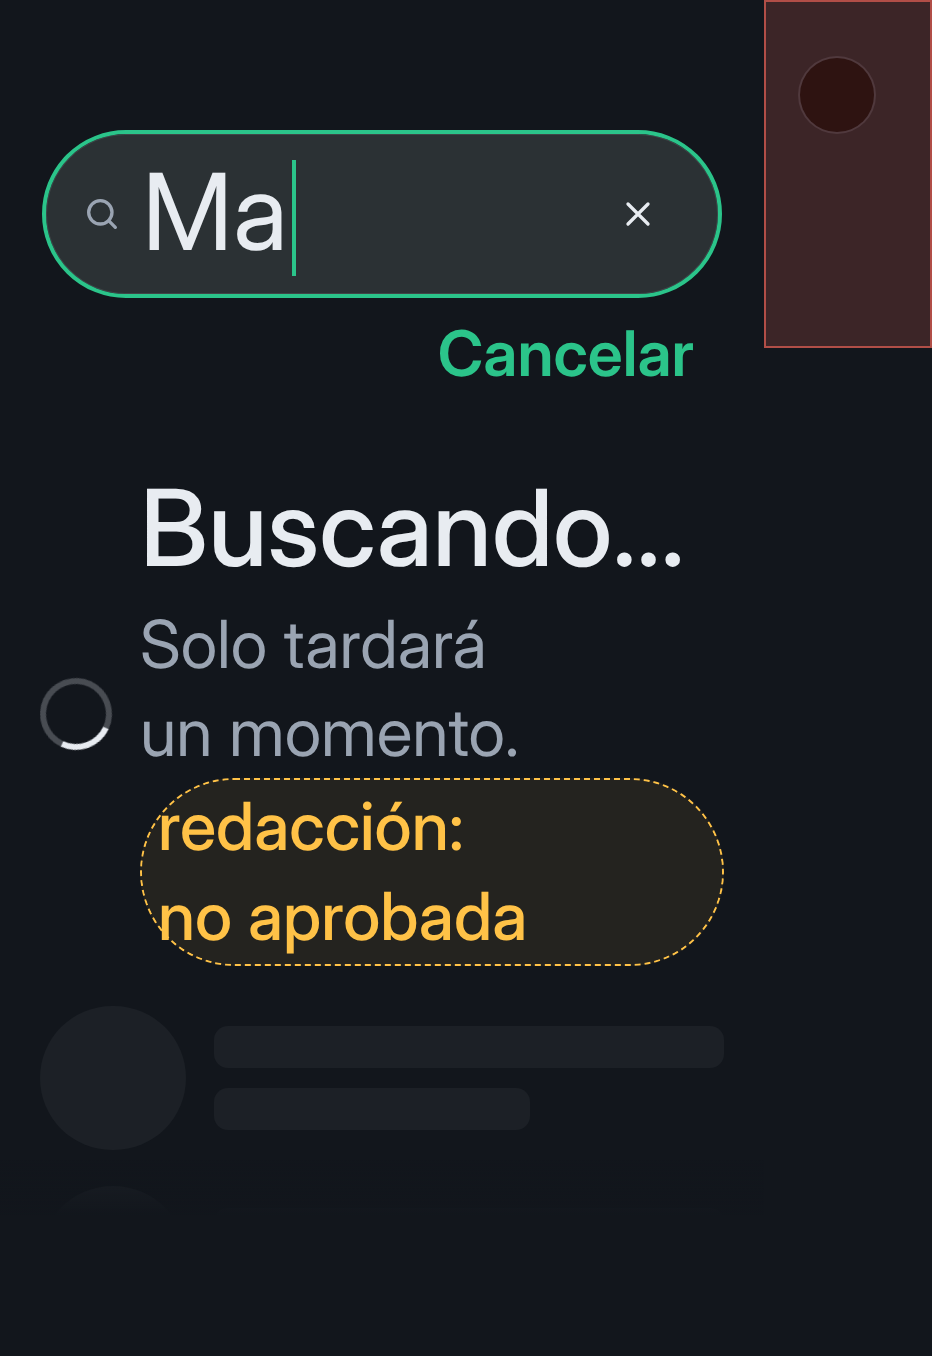 Ma
Cancelar
Buscando...
Solo tardará
un momento.
redacción:
no aprobada